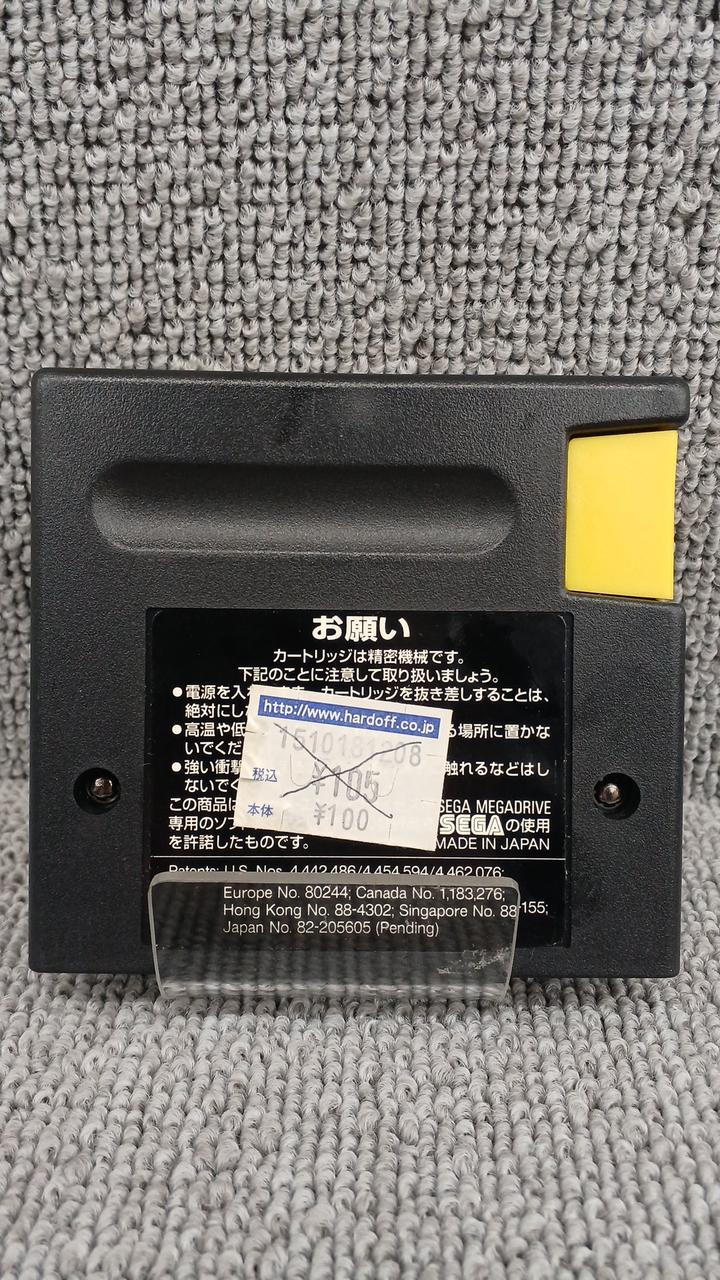 お願い
カートリッジは精密機械です。
下記のことに注意して取り扱いましょう。
●電源を入れ カートリッジを抜き差しすることは、
絶対にし
http://www.hardoff.co.jp
●高温や低 る場所に置かな
いでくだ
1510181208
●強い衝撃 触れるなどはし
ないでく
税込 ¥105
本体 ¥100
この商品は SEGA MEGADRIVE
専用のソフ SEGAの使用
を許諾したものです。 MADE IN JAPAN
Patents: U.S. Nos. 4,442,486/4,454,594/4,462,076;
Europe No. 80244; Canada No. 1,183,276;
Hong Kong No. 88-4302; Singapore No. 88-155;
Japan No. 82-205605 (Pending)